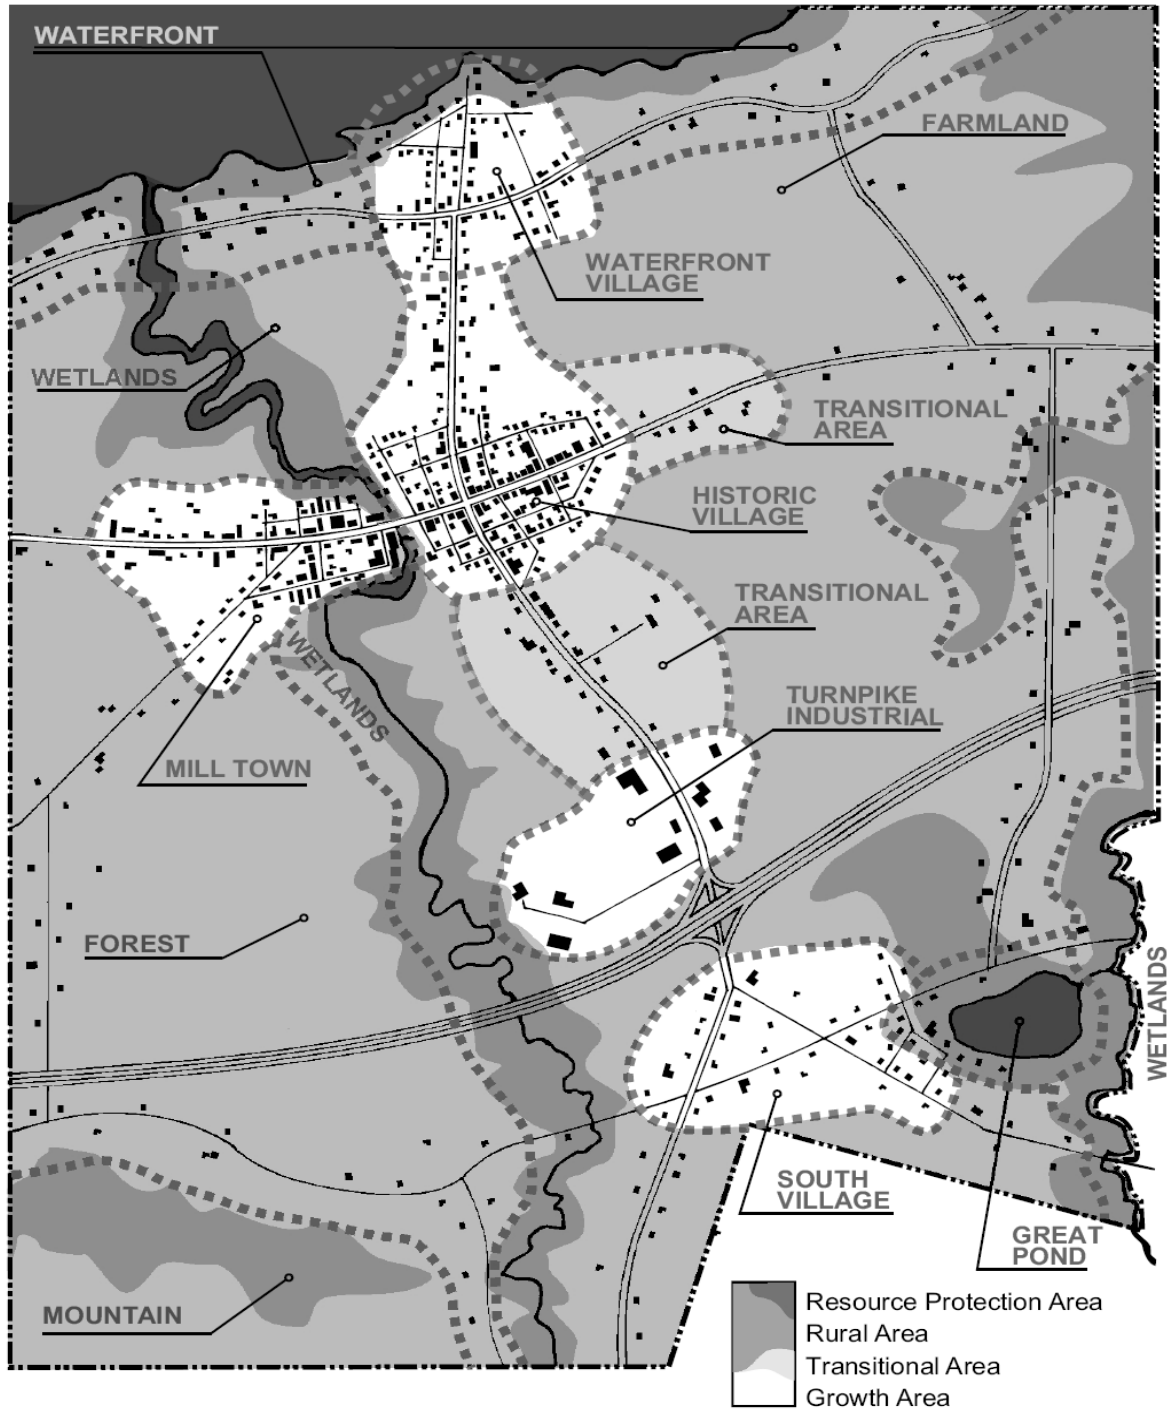 WATERFRONT
FARMLAND
WATERFRONT
VILLAGE
WETLANDS
TRANSITIONAL
AREA
HISTORIC
VILLAGE
TRANSITIONAL
AREA
WETLANDS
TURNPIKE
INDUSTRIAL
MILL TOWN
FOREST
WETLANDS
SOUTH
VILLAGE
GREAT
POND
MOUNTAIN
Resource Protection Area
Rural Area
Transitional Area
Growth Area